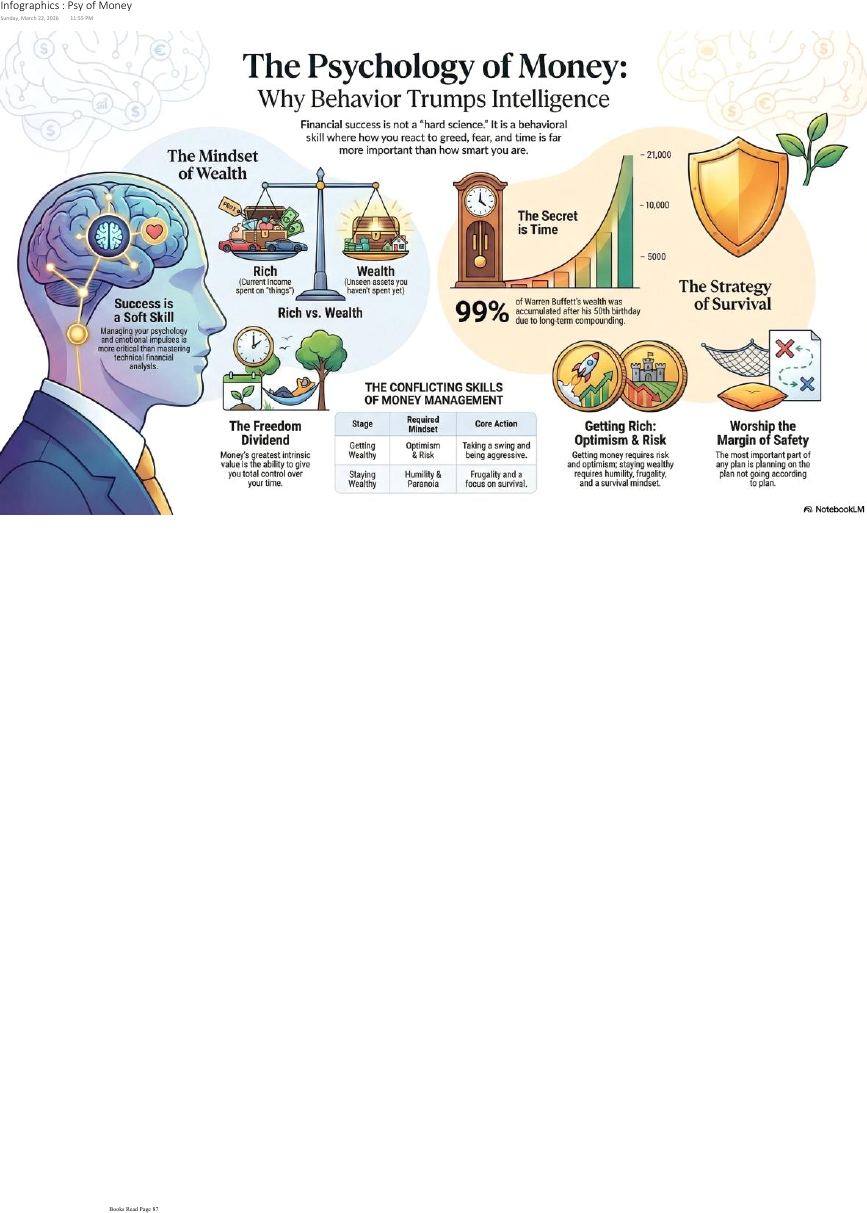 Infographics : Psy of Money
Sunday, March 22, 2026 11:55 PM
The Psychology of Money:
Why Behavior Trumps Intelligence
Financial success is not a "hard science." It is a behavioral
skill where how you react to greed, fear, and time is far
more important than how smart you are.
The Mindset
of Wealth
Rich
(Current income
spent on "things")
Wealth
(Unseen assets you
haven't spent yet)
Rich vs. Wealth
Success is
a Soft Skill
Managing your psychology
and emotional impulses is
more critical than mastering
technical financial
analysis.
The Freedom
Dividend
Money's greatest intrinsic
value is the ability to give
you total control over
your time.
THE CONFLICTING SKILLS
OF MONEY MANAGEMENT
Stage Required Mindset Core Action
Getting Wealthy Optimism & Risk Taking a swing and being aggressive.
Staying Wealthy Humility & Paranoia Frugality and a focus on survival.
The Secret
is Time
- 21,000
- 10,000
- 5000
99%
of Warren Buffett's wealth was
accumulated after his 50th birthday
due to long-term compounding.
The Strategy
of Survival
Getting Rich:
Optimism & Risk
Getting money requires risk
and optimism; staying wealthy
requires humility, frugality,
and a survival mindset.
Worship the
Margin of Safety
The most important part of
any plan is planning on the
plan not going according
to plan.
NotebookLM
Books Read Page 87